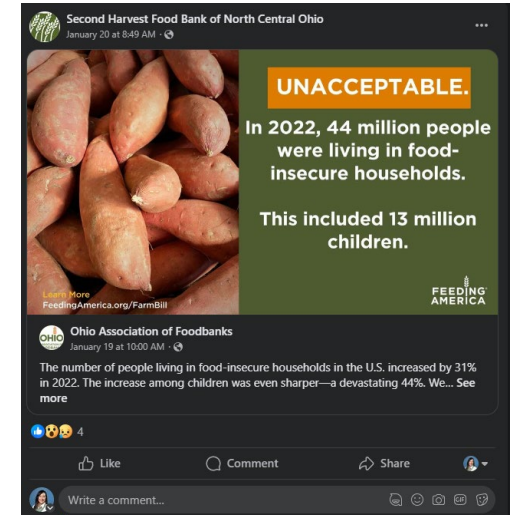 Second Harvest Food Bank of North Central Ohio
January 20 at 8:49 AM ·
UNACCEPTABLE.
In 2022, 44 million people
were living in food-
insecure households.
This included 13 million
children.
Learn More
FeedingAmerica.org/FarmBill
FEEDING
AMERICA
OHIO
Ohio Association of Foodbanks
January 19 at 10:00 AM ·
The number of people living in food-insecure households in the U.S. increased by 31%
in 2022. The increase among children was even sharper—a devastating 44%. We... See
more
4
Like
Comment
Share
Write a comment...
GIF